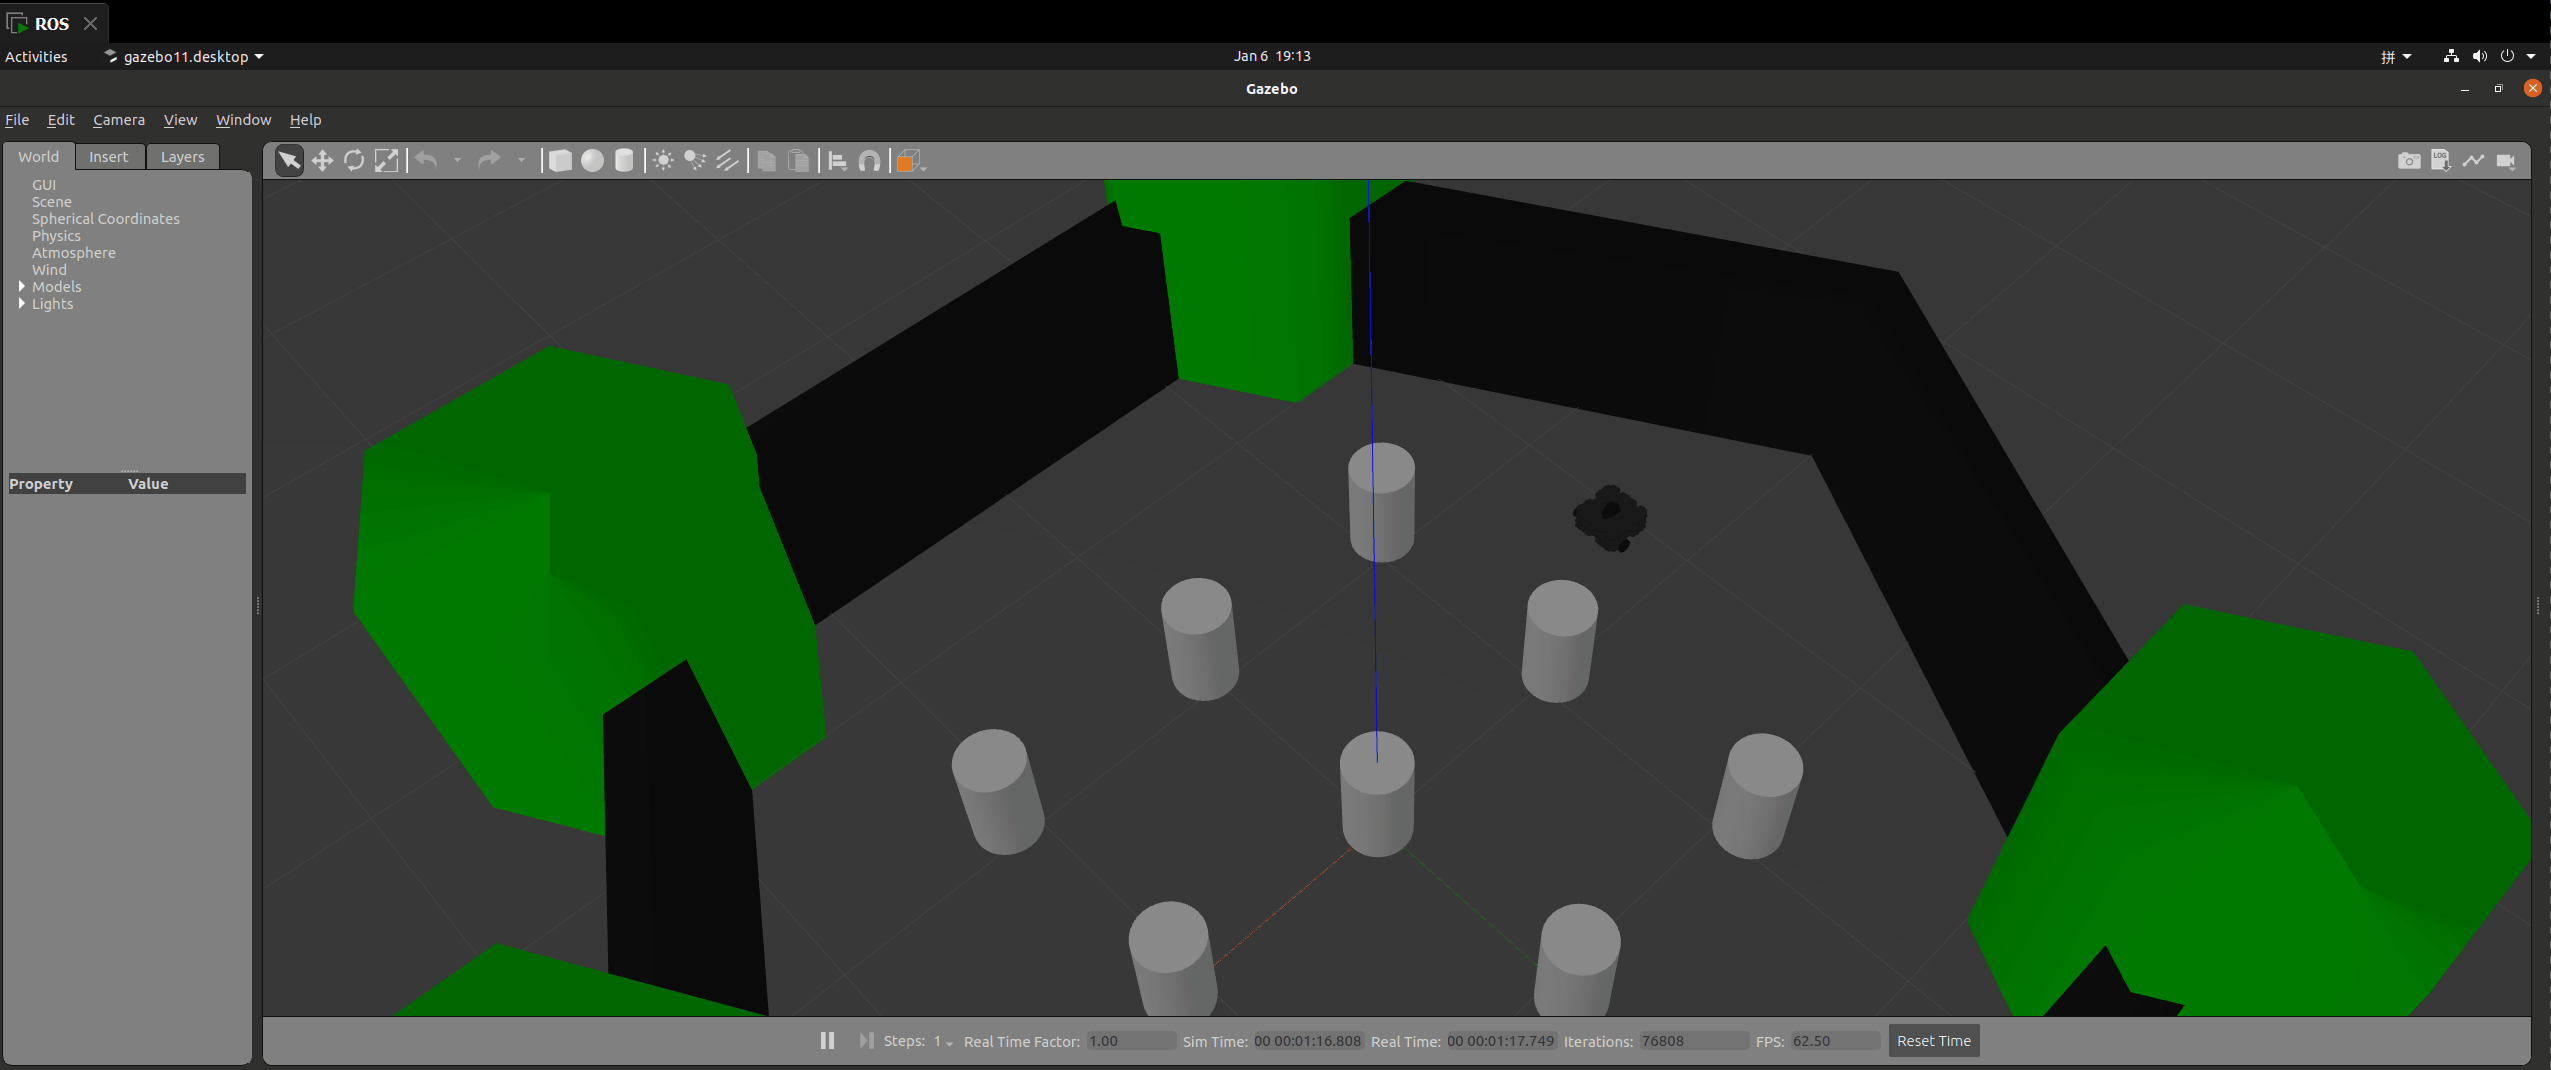 ROS
Activities gazebo11.desktop Jan 6 19:13 拼
Gazebo
File Edit Camera View Window Help
World Insert Layers
GUI
Scene
Spherical Coordinates
Physics
Atmosphere
Wind
Models
Lights
Property Value
LOG
Steps: 1 Real Time Factor: 1.00 Sim Time: 00 00:01:16.808 Real Time: 00 00:01:17.749 Iterations: 76808 FPS: 62.50 Reset Time